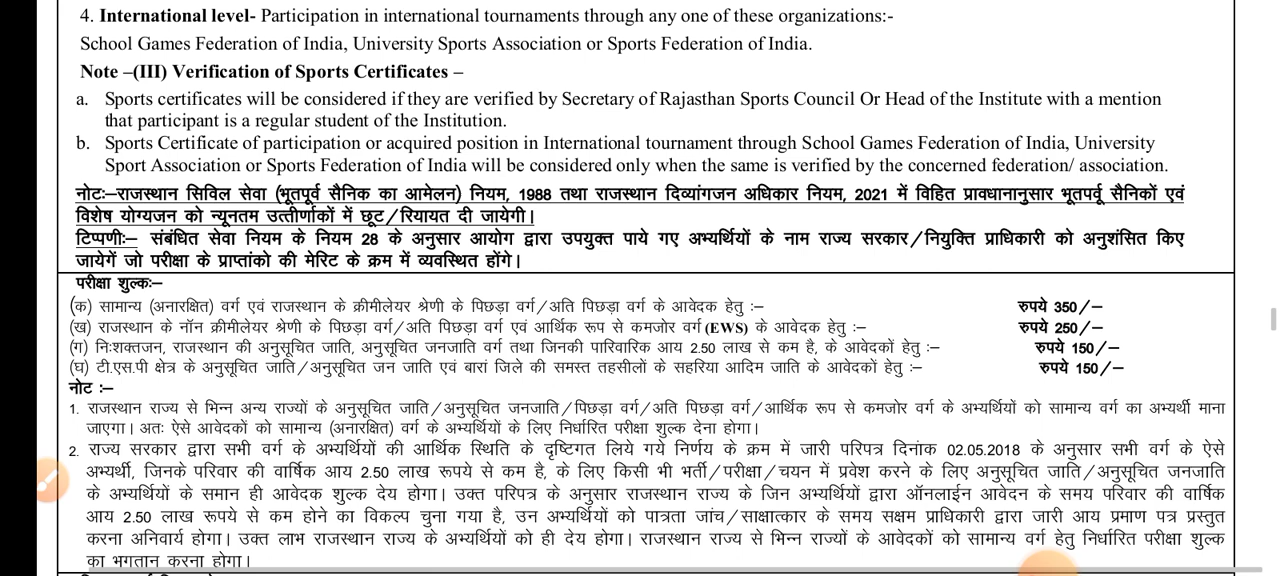 4. International level- Participation in international tournaments through any one of these organizations:-
School Games Federation of India, University Sports Association or Sports Federation of India.
Note –(III) Verification of Sports Certificates –
a. Sports certificates will be considered if they are verified by Secretary of Rajasthan Sports Council Or Head of the Institute with a mention
that participant is a regular student of the Institution.
b. Sports Certificate of participation or acquired position in International tournament through School Games Federation of India, University
Sport Association or Sports Federation of India will be considered only when the same is verified by the concerned federation/ association.
नोटः–राजस्थान सिविल सेवा (भूतपूर्व सैनिक का आमेलन) नियम, 1988 तथा राजस्थान दिव्यांगजन अधिकार नियम, 2021 में विहित प्रावधानानुसार भूतपर्वू सैनिकों एवं
विशेष योग्यजन को न्यूनतम उत्तीर्णाकों में छूट/रियायत दी जायेगी।
टिप्पणीः– संबंधित सेवा नियम के नियम 28 के अनुसार आयोग द्वारा उपयुक्त पाये गए अभ्यर्थियों के नाम राज्य सरकार/नियुक्ति प्राधिकारी को अनुशंसित किए
जायेगें जो परीक्षा के प्राप्तांको की मेरिट के क्रम में व्यवस्थित होंगे।
परीक्षा शुल्कः–
(क) सामान्य (अनारक्षित) वर्ग एवं राजस्थान के क्रीमीलेयर श्रेणी के पिछड़ा वर्ग/अति पिछड़ा वर्ग के आवेदक हेतु :– रुपये 350/–
(ख) राजस्थान के नॉन क्रीमीलेयर श्रेणी के पिछड़ा वर्ग/अति पिछड़ा वर्ग एवं आर्थिक रूप से कमजोर वर्ग (EWS) के आवेदक हेतु :– रुपये 250/–
(ग) निःशक्तजन, राजस्थान की अनुसूचित जाति, अनुसूचित जनजाति वर्ग तथा जिनकी पारिवारिक आय 2.50 लाख से कम है, के आवेदकों हेतु :– रुपये 150/–
(घ) टी.एस.पी क्षेत्र के अनुसूचित जाति/अनुसूचित जन जाति एवं बारां जिले की समस्त तहसीलों के सहरिया आदिम जाति के आवेदकों हेतु :– रुपये 150/–
नोट :–
1. राजस्थान राज्य से भिन्न अन्य राज्यों के अनुसूचित जाति/अनुसूचित जनजाति/पिछड़ा वर्ग/अति पिछड़ा वर्ग/आर्थिक रूप से कमजोर वर्ग के अभ्यर्थियों को सामान्य वर्ग का अभ्यर्थी माना
जाएगा। अतः ऐसे आवेदकों को सामान्य (अनारक्षित) वर्ग के अभ्यर्थियों के लिए निर्धारित परीक्षा शुल्क देना होगा।
2. राज्य सरकार द्वारा सभी वर्ग के अभ्यर्थियों की आर्थिक स्थिति के दृष्टिगत लिये गये निर्णय के क्रम में जारी परिपत्र दिनांक 02.05.2018 के अनुसार सभी वर्ग के ऐसे
अभ्यर्थी, जिनके परिवार की वार्षिक आय 2.50 लाख रूपये से कम है, के लिए किसी भी भर्ती/परीक्षा/चयन में प्रवेश करने के लिए अनुसूचित जाति/अनुसूचित जनजाति
के अभ्यर्थियों के समान ही आवेदक शुल्क देय होगा। उक्त परिपत्र के अनुसार राजस्थान राज्य के जिन अभ्यर्थियों द्वारा ऑनलाईन आवेदन के समय परिवार की वार्षिक
आय 2.50 लाख रूपये से कम होने का विकल्प चुना गया है, उन अभ्यर्थियों को पात्रता जांच/साक्षात्कार के समय सक्षम प्राधिकारी द्वारा जारी आय प्रमाण पत्र प्रस्तुत
करना अनिवार्य होगा। उक्त लाभ राजस्थान राज्य के अभ्यर्थियों को ही देय होगा। राजस्थान राज्य से भिन्न राज्यों के आवेदकों को सामान्य वर्ग हेतु निर्धारित परीक्षा शुल्क
का भुगतान करना होगा।